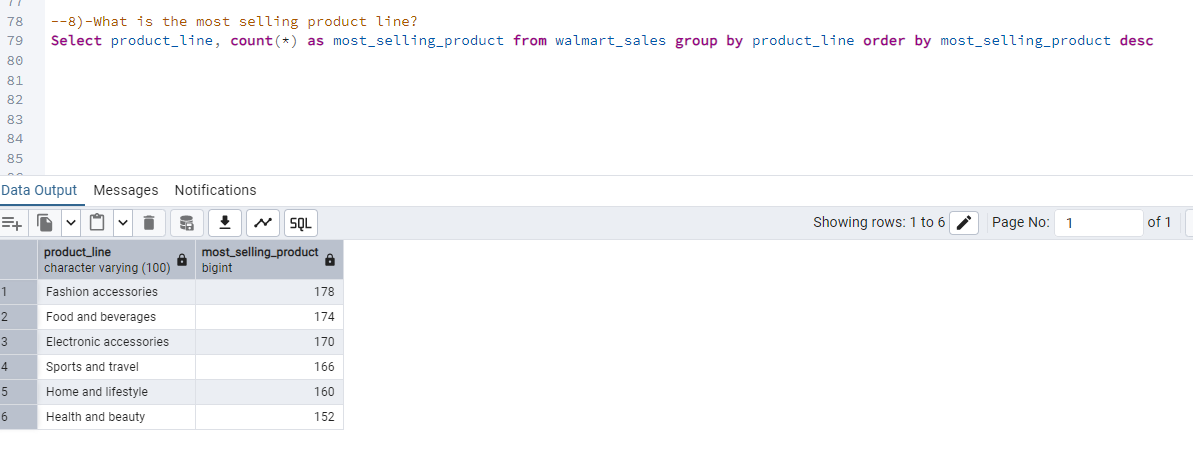 77
78 --8)-What is the most selling product line?
79 Select product_line, count(*) as most_selling_product from walmart_sales group by product_line order by most_selling_product desc
80
81
82
83
84
85
Data Output Messages Notifications
SQL Showing rows: 1 to 6 Page No: 1 of 1
product_line most_selling_product
character varying (100) bigint
1 Fashion accessories 178
2 Food and beverages 174
3 Electronic accessories 170
4 Sports and travel 166
5 Home and lifestyle 160
6 Health and beauty 152